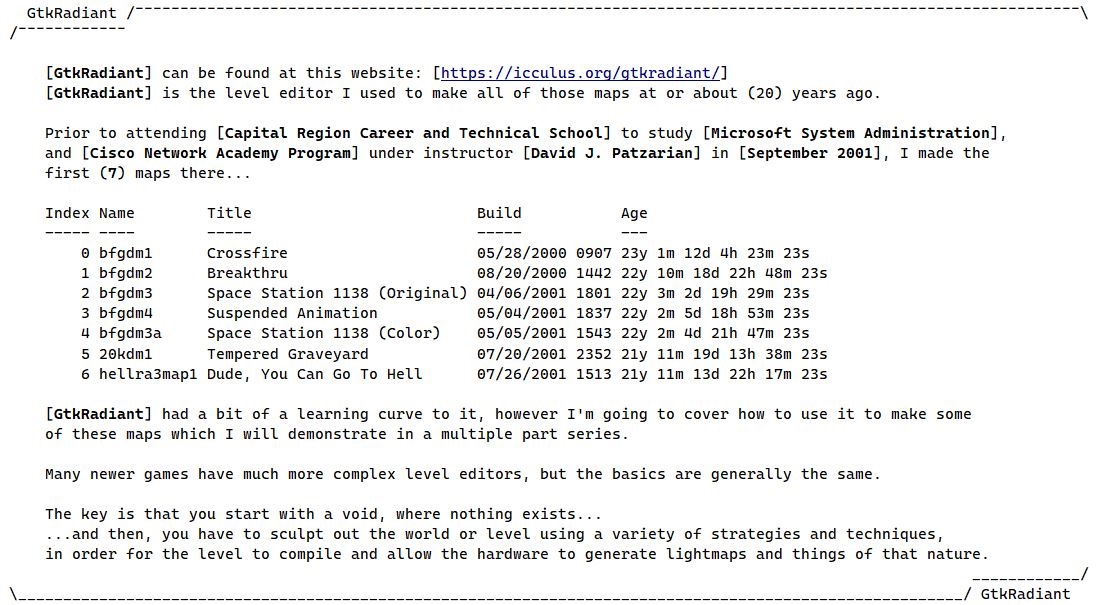 GtkRadiant /¯¯¯¯¯¯¯¯¯¯¯¯¯¯¯¯¯¯¯¯¯¯¯¯¯¯¯¯¯¯¯¯¯¯¯¯¯¯¯¯¯¯¯¯¯¯¯¯¯¯¯¯¯¯¯¯¯¯¯¯¯¯¯¯¯¯¯¯¯¯¯¯¯¯¯¯¯¯¯¯¯¯¯¯¯¯¯¯¯¯¯¯¯¯¯¯¯¯¯¯¯¯¯¯¯\
/¯¯¯¯¯¯¯¯¯¯¯¯
[GtkRadiant] can be found at this website: [https://icculus.org/gtkradiant/]
[GtkRadiant] is the level editor I used to make all of those maps at or about (20) years ago.
Prior to attending [Capital Region Career and Technical School] to study [Microsoft System Administration],
and [Cisco Network Academy Program] under instructor [David J. Patzarian] in [September 2001], I made the
first (7) maps there...
Index Name        Title                         Build           Age
----- ----        -----                         -----           ---
    0 bfgdm1      Crossfire                     05/28/2000 0907 23y 1m 12d 4h 23m 23s
    1 bfgdm2      Breakthru                     08/20/2000 1442 22y 10m 18d 22h 48m 23s
    2 bfgdm3      Space Station 1138 (Original) 04/06/2001 1801 22y 3m 2d 19h 29m 23s
    3 bfgdm4      Suspended Animation           05/04/2001 1837 22y 2m 5d 18h 53m 23s
    4 bfgdm3a     Space Station 1138 (Color)    05/05/2001 1543 22y 2m 4d 21h 47m 23s
    5 20kdm1      Tempered Graveyard            07/20/2001 2352 21y 11m 19d 13h 38m 23s
    6 hellra3map1 Dude, You Can Go To Hell      07/26/2001 1513 21y 11m 13d 22h 17m 23s
[GtkRadiant] had a bit of a learning curve to it, however I'm going to cover how to use it to make some
of these maps which I will demonstrate in a multiple part series.
Many newer games have much more complex level editors, but the basics are generally the same.
The key is that you start with a void, where nothing exists...
...and then, you have to sculpt out the world or level using a variety of strategies and techniques,
in order for the level to compile and allow the hardware to generate lightmaps and things of that nature.
____________/
\_________________________________________________________________________________________________________/ GtkRadiant